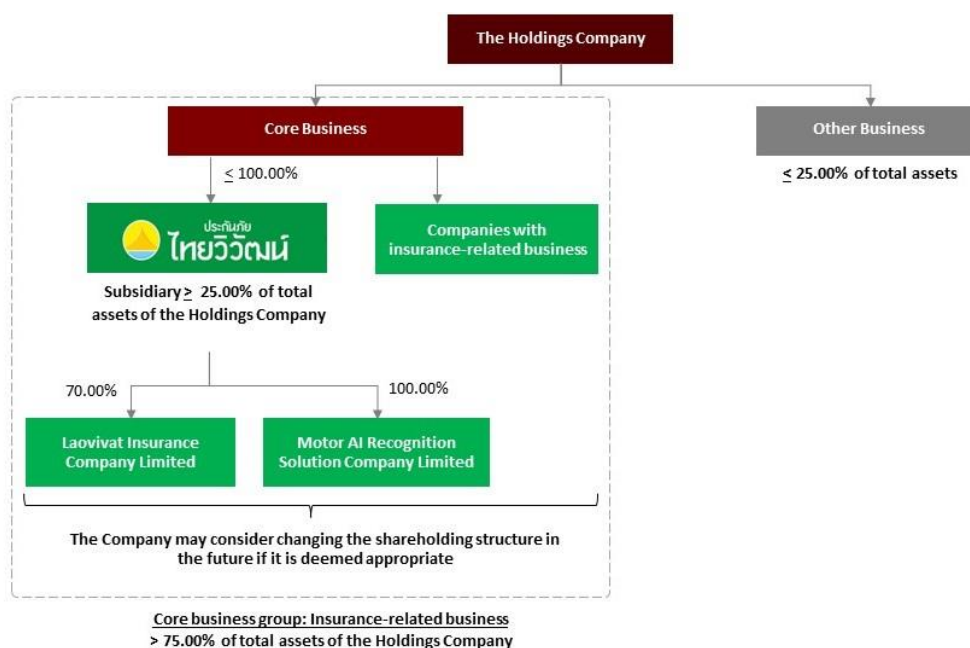 The Holdings Company
Core Business
Other Business
≤ 100.00%
≤ 25.00% of total assets
ประกันภัย
ไทยวิวัฒน์
Companies with
insurance-related business
Subsidiary ≥ 25.00% of total
assets of the Holdings Company
70.00%
100.00%
Laovivat Insurance
Company Limited
Motor AI Recognition
Solution Company Limited
The Company may consider changing the shareholding structure in
the future if it is deemed appropriate
Core business group: Insurance-related business
> 75.00% of total assets of the Holdings Company